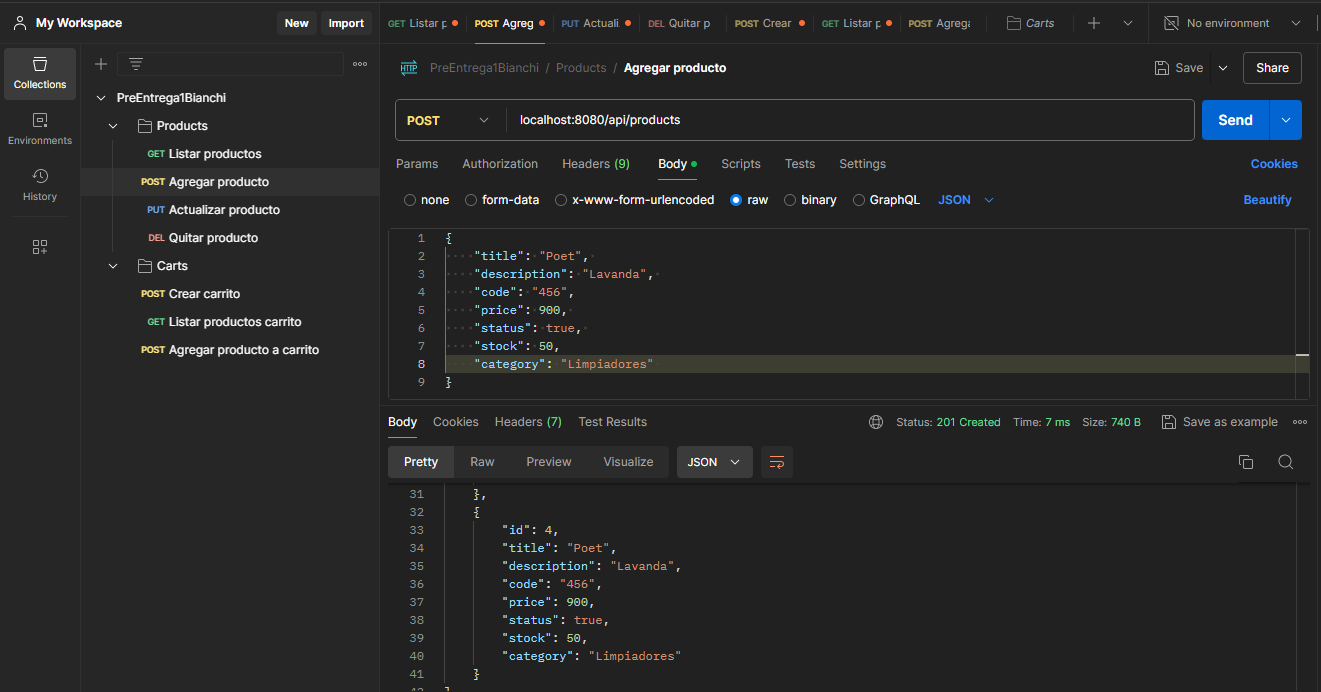 My Workspace
New
Import
GET Listar p
POST Agreg
PUT Actuali
DEL Quitar p
POST Crear
GET Listar p
POST Agrega
Carts
No environment
Collections
Environments
History
PreEntrega1Bianchi
Products
GET Listar productos
POST Agregar producto
PUT Actualizar producto
DEL Quitar producto
Carts
POST Crear carrito
GET Listar productos carrito
POST Agregar producto a carrito
HTTP
PreEntrega1Bianchi / Products / Agregar producto
Save
Share
POST
localhost:8080/api/products
Send
Params
Authorization
Headers (9)
Body
Scripts
Tests
Settings
Cookies
none
form-data
x-www-form-urlencoded
raw
binary
GraphQL
JSON
Beautify
1 {
2 "title": "Poet",
3 "description": "Lavanda",
4 "code": "456",
5 "price": 900,
6 "status": true,
7 "stock": 50,
8 "category": "Limpiadores"
9 }
Body
Cookies
Headers (7)
Test Results
Status: 201 Created
Time: 7 ms
Size: 740 B
Save as example
Pretty
Raw
Preview
Visualize
JSON
31 },
32 {
33 "id": 4,
34 "title": "Poet",
35 "description": "Lavanda",
36 "code": "456",
37 "price": 900,
38 "status": true,
39 "stock": 50,
40 "category": "Limpiadores"
41 }